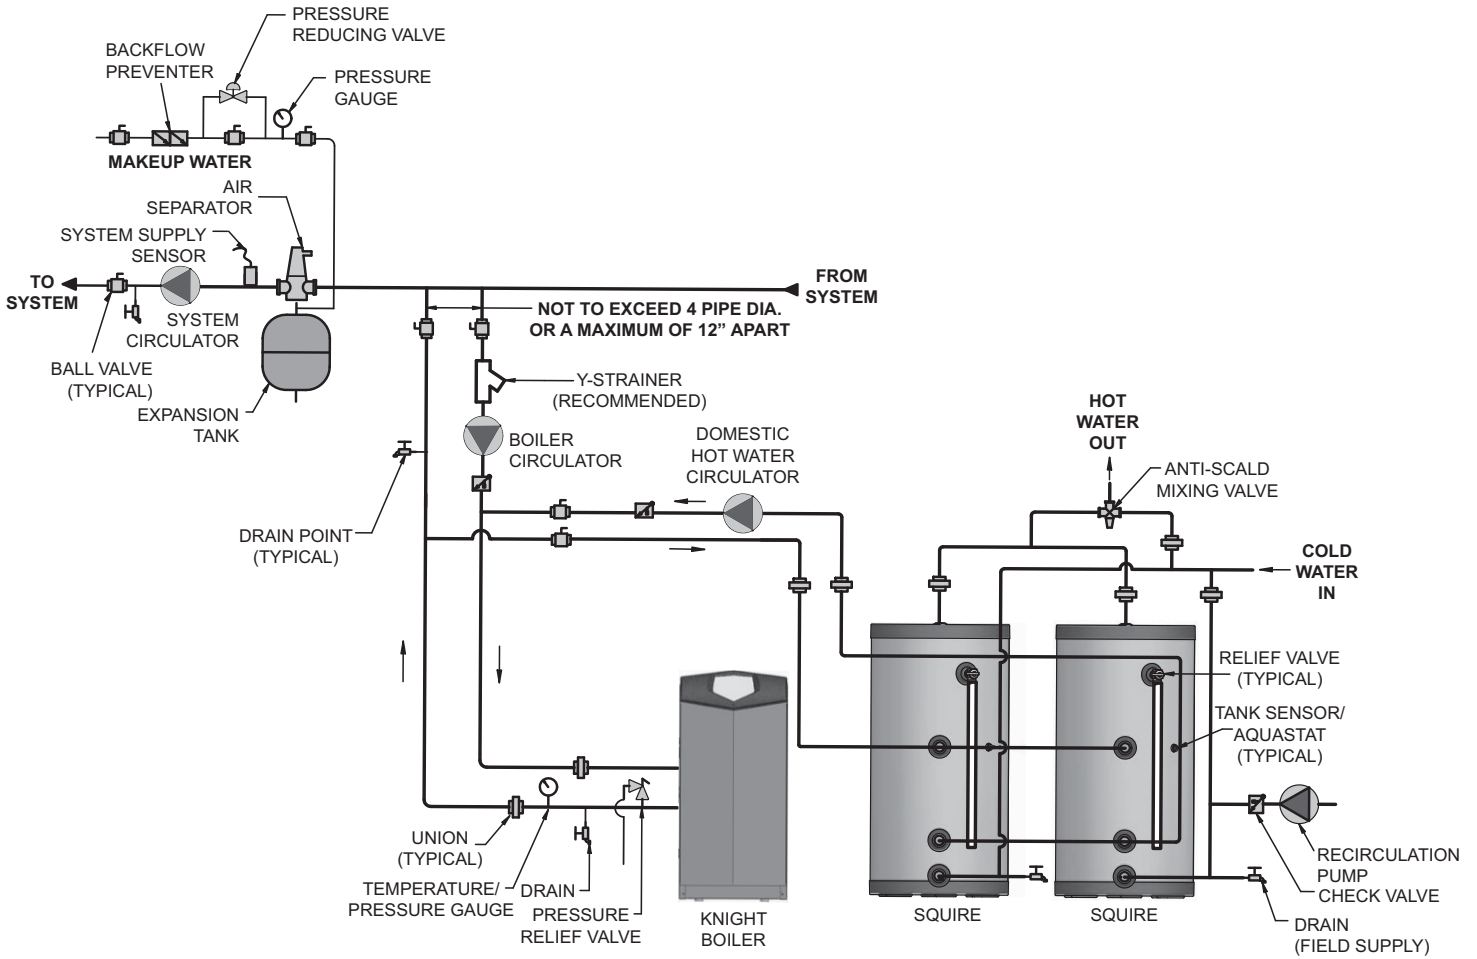 PRESSURE
REDUCING VALVE
BACKFLOW
PREVENTER
PRESSURE
GAUGE
MAKEUP WATER
AIR
SEPARATOR
SYSTEM SUPPLY
SENSOR
TO
SYSTEM
FROM
SYSTEM
NOT TO EXCEED 4 PIPE DIA.
OR A MAXIMUM OF 12” APART
SYSTEM
CIRCULATOR
BALL VALVE
(TYPICAL)
EXPANSION
TANK
Y-STRAINER
(RECOMMENDED)
BOILER
CIRCULATOR
DOMESTIC
HOT WATER
CIRCULATOR
HOT
WATER
OUT
ANTI-SCALD
MIXING VALVE
DRAIN POINT
(TYPICAL)
COLD
WATER
IN
RELIEF VALVE
(TYPICAL)
TANK SENSOR/
AQUASTAT
(TYPICAL)
UNION
(TYPICAL)
TEMPERATURE/
PRESSURE GAUGE
DRAIN
PRESSURE
RELIEF VALVE
KNIGHT
BOILER
SQUIRE
SQUIRE
RECIRCULATION
PUMP
CHECK VALVE
DRAIN
(FIELD SUPPLY)